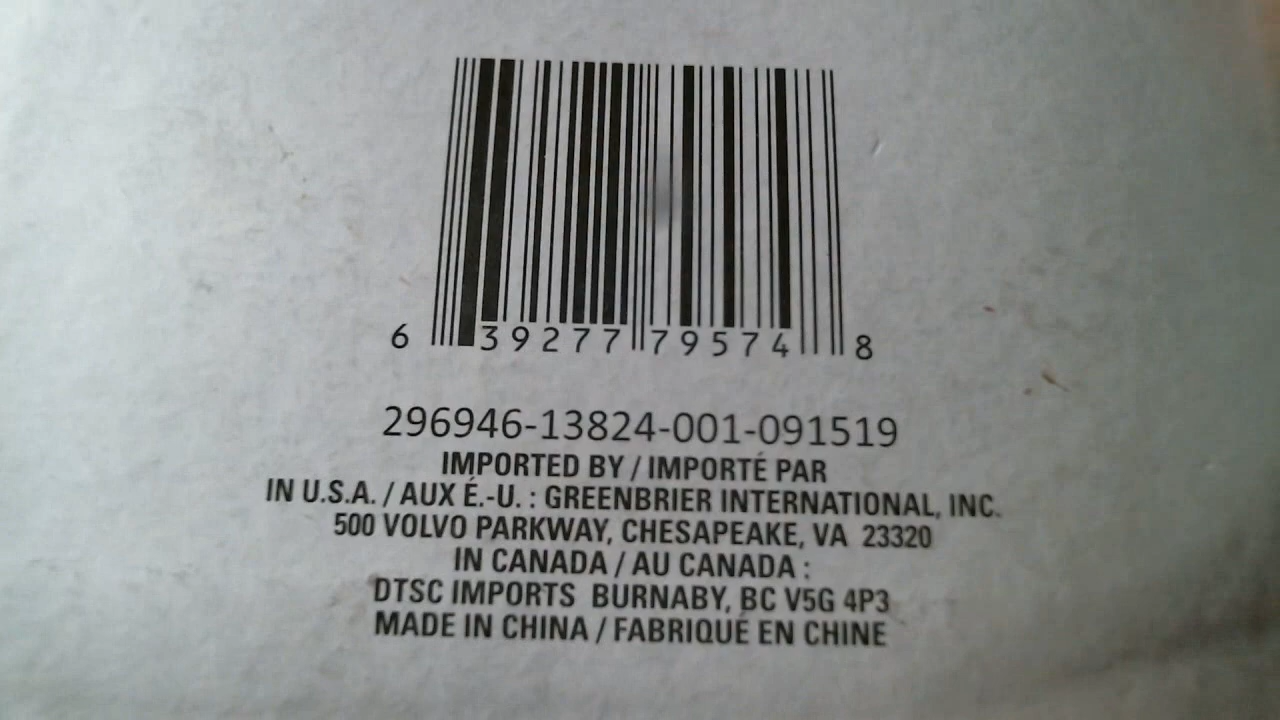 6 39277 79574 8
296946-13824-001-091519
IMPORTED BY / IMPORTÉ PAR
IN U.S.A. / AUX É.-U. : GREENBRIER INTERNATIONAL, INC.
500 VOLVO PARKWAY, CHESAPEAKE, VA 23320
IN CANADA / AU CANADA :
DTSC IMPORTS BURNABY, BC V5G 4P3
MADE IN CHINA / FABRIQUÉ EN CHINE